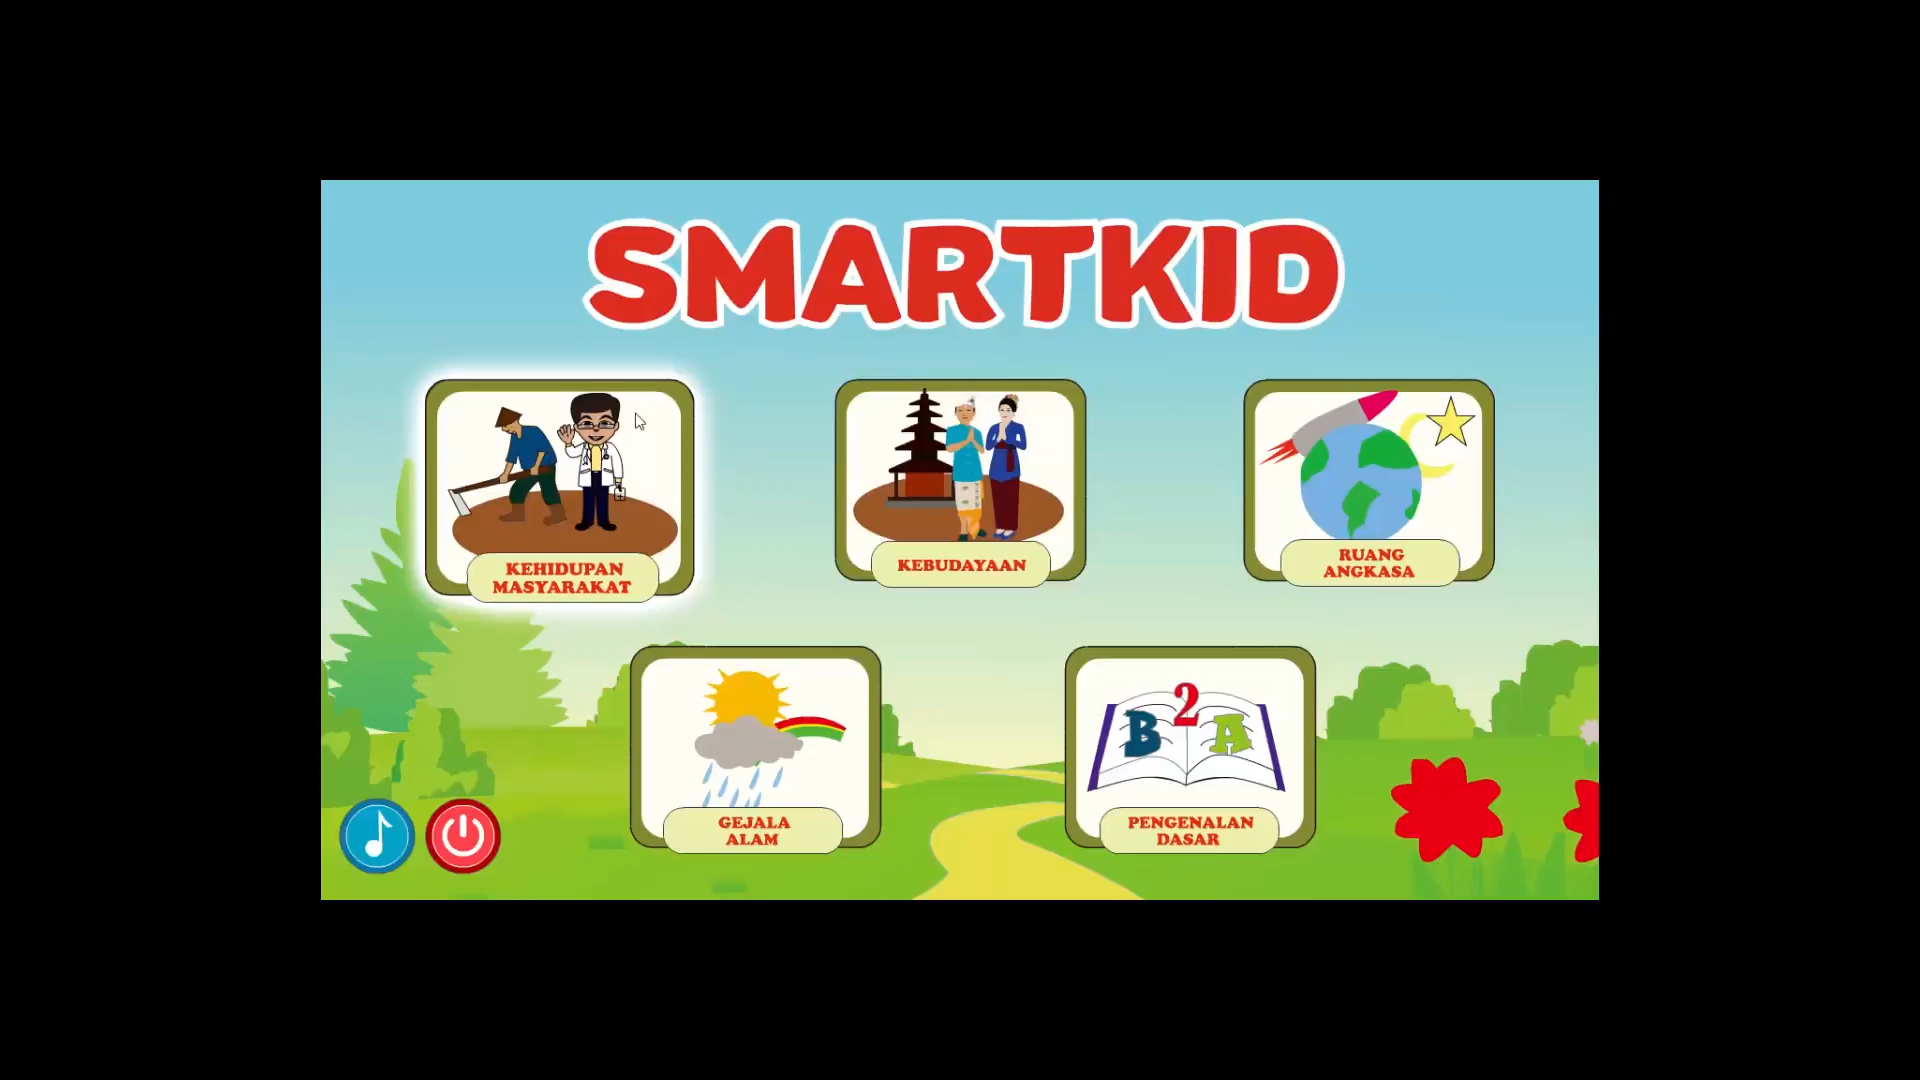 SMARTKID
KEHIDUPAN
MASYARAKAT
KEBUDAYAAN
RUANG
ANGKASA
GEJALA
ALAM
B 2 A
PENGENALAN
DASAR